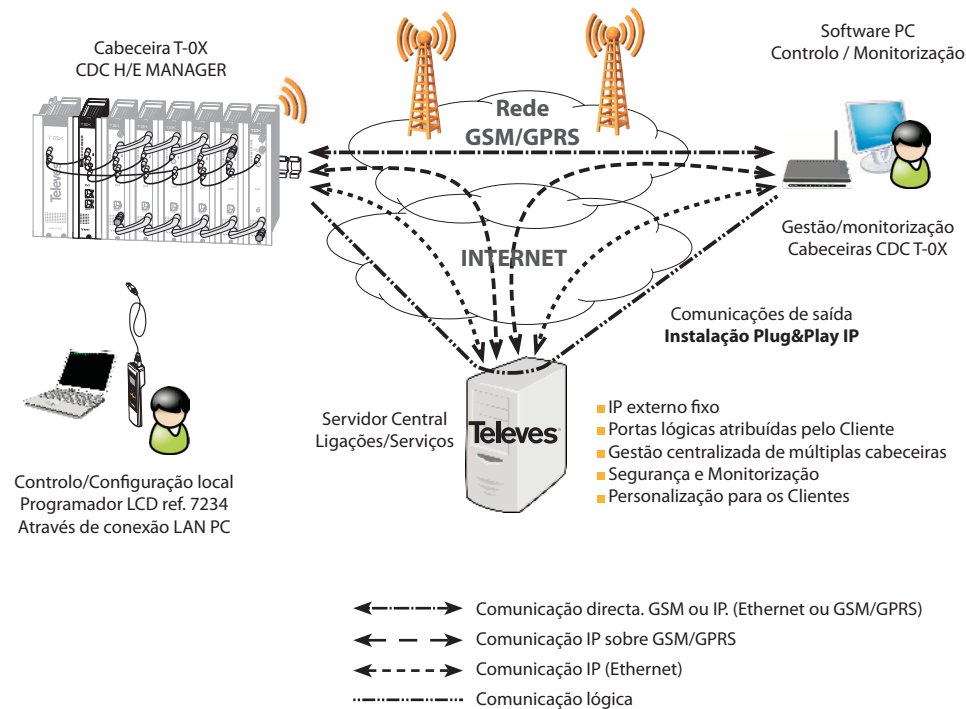 Cabeceira T-0X
CDC H/E MANAGER
Software PC
Controlo / Monitorização
Rede
GSM/GPRS
Televes
INTERNET
Gestão/monitorização
Cabeceiras CDC T-0X
Comunicações de saída
Instalação Plug&Play IP
Servidor Central
Ligações/Serviços
Televes
IP externo fixo
Portas lógicas atribuídas pelo Cliente
Gestão centralizada de múltiplas cabeceiras
Segurança e Monitorização
Personalização para os Clientes
Controlo/Configuração local
Programador LCD ref. 7234
Através de conexão LAN PC
Comunicação directa. GSM ou IP. (Ethernet ou GSM/GPRS)
Comunicação IP sobre GSM/GPRS
Comunicação IP (Ethernet)
Comunicação lógica